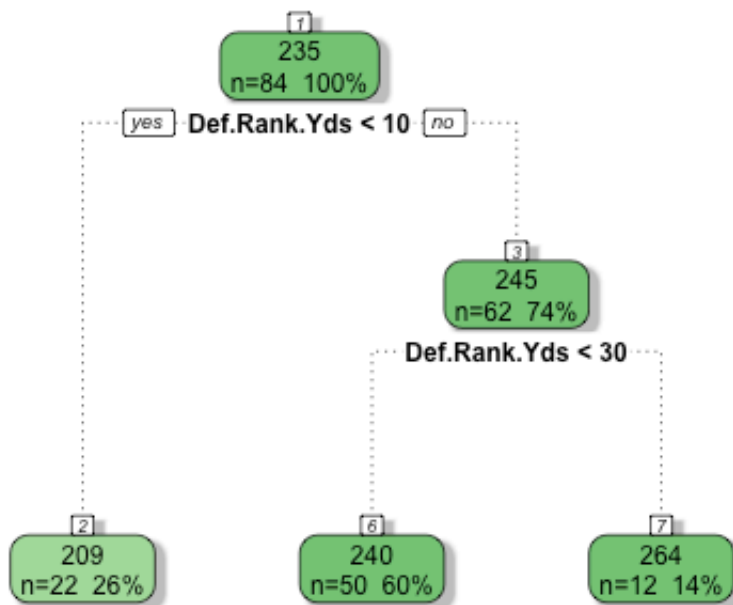 1
235
n=84 100%
yes Def.Rank.Yds < 10 no
3
245
n=62 74%
Def.Rank.Yds < 30
2
209
n=22 26%
6
240
n=50 60%
7
264
n=12 14%